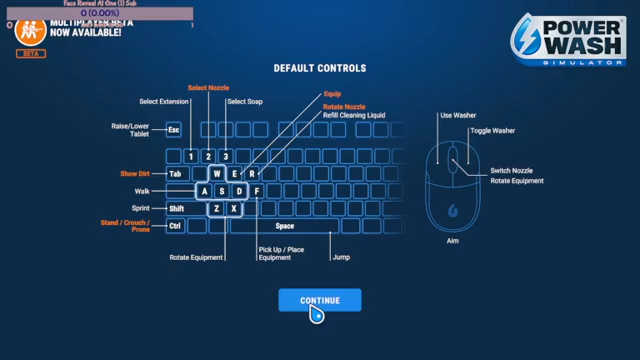 Face Reveal At One (1) Sub
0 (0.00%)
0
1
MULTIPLAYER BETA
NOW AVAILABLE!
BETA
POWER
WASH
SIMULATOR
DEFAULT CONTROLS
Select Nozzle
Select Extension
Select Soap
Equip
Rotate Nozzle
Refill Cleaning Liquid
Raise/Lower
Tablet
Esc
1
2
3
Show Dirt
Tab
W
E
R
Walk
A
S
D
F
Sprint
Shift
Z
X
Stand / Crouch /
Prone
Ctrl
Space
Rotate Equipment
Pick Up / Place
Equipment
Jump
Use Washer
Toggle Washer
Switch Nozzle
Rotate Equipment
Aim
CONTINUE